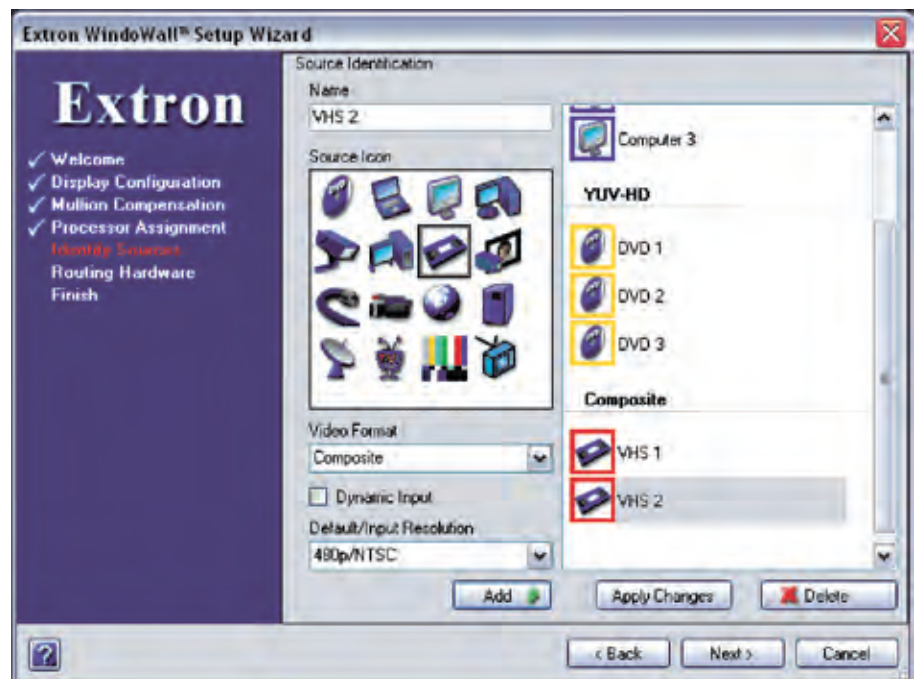 Extron WindoWall® Setup Wizard
Extron
Welcome
Display Configuration
Mullion Compensation
Processor Assignment
Identify Sources
Routing Hardware
Finish
Source Identification
Name
VHS 2
Source Icon
Video Format
Composite
Dynamic Input
Default/Input Resolution
480p/NTSC
Add
Computer 3
YUV-HD
DVD 1
DVD 2
DVD 3
Composite
VHS 1
VHS 2
Apply Changes
Delete
?
< Back
Next >
Cancel